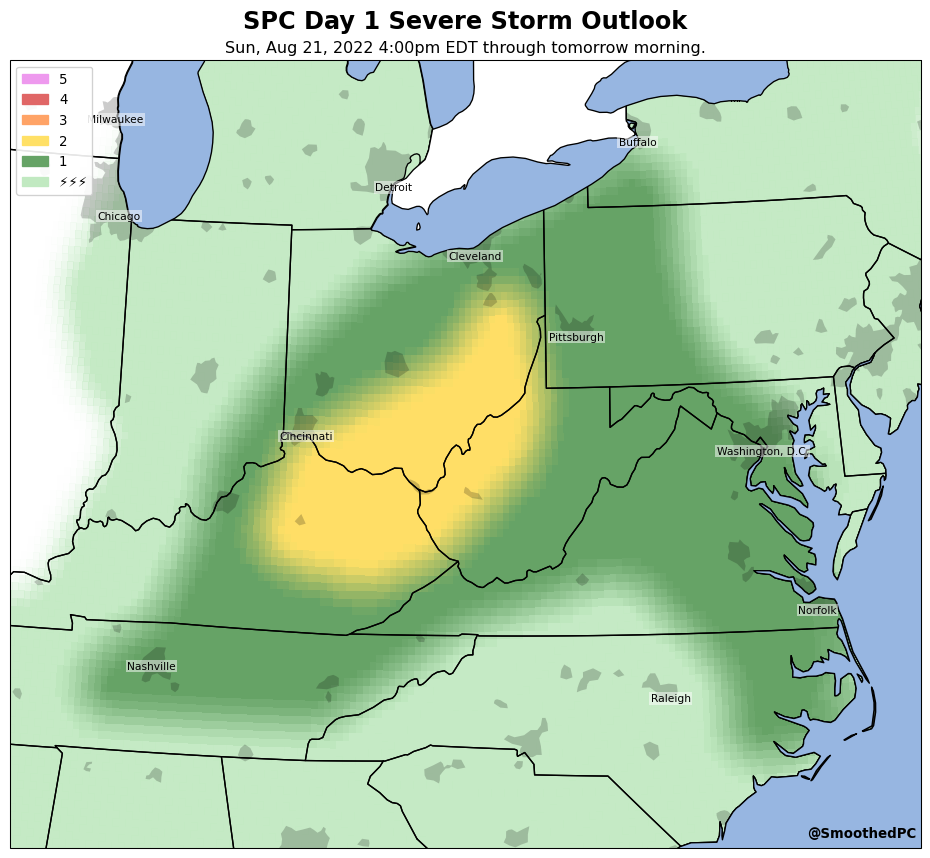 SPC Day 1 Severe Storm Outlook
Sun, Aug 21, 2022 4:00pm EDT through tomorrow morning.
5
4
3
2
1
⚡⚡⚡
Milwaukee
Buffalo
Detroit
Chicago
Cleveland
Pittsburgh
Cincinnati
Washington, D.C.
Norfolk
Nashville
Raleigh
@SmoothedPC